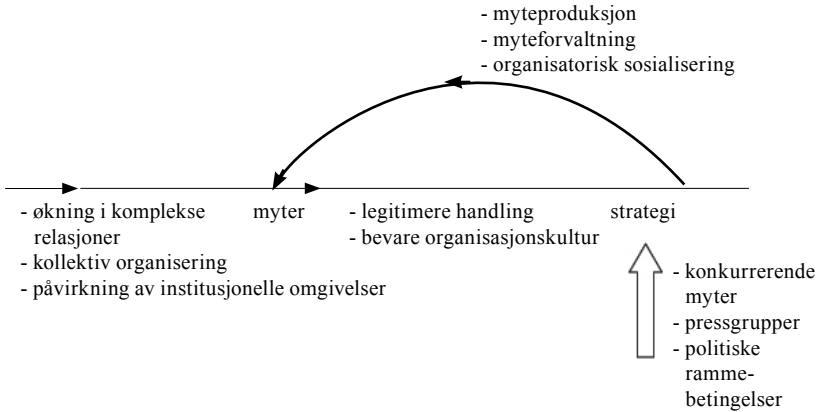 - myteproduksjon
- myteforvaltning
- organisatorisk sosialisering
- økning i komplekse
relasjoner
- kollektiv organisering
- påvirkning av institusjonelle omgivelser
myter
- legitimere handling
- bevare organisasjonskultur
strategi
- konkurrerende
myter
- pressgrupper
- politiske
ramme-
betingelser